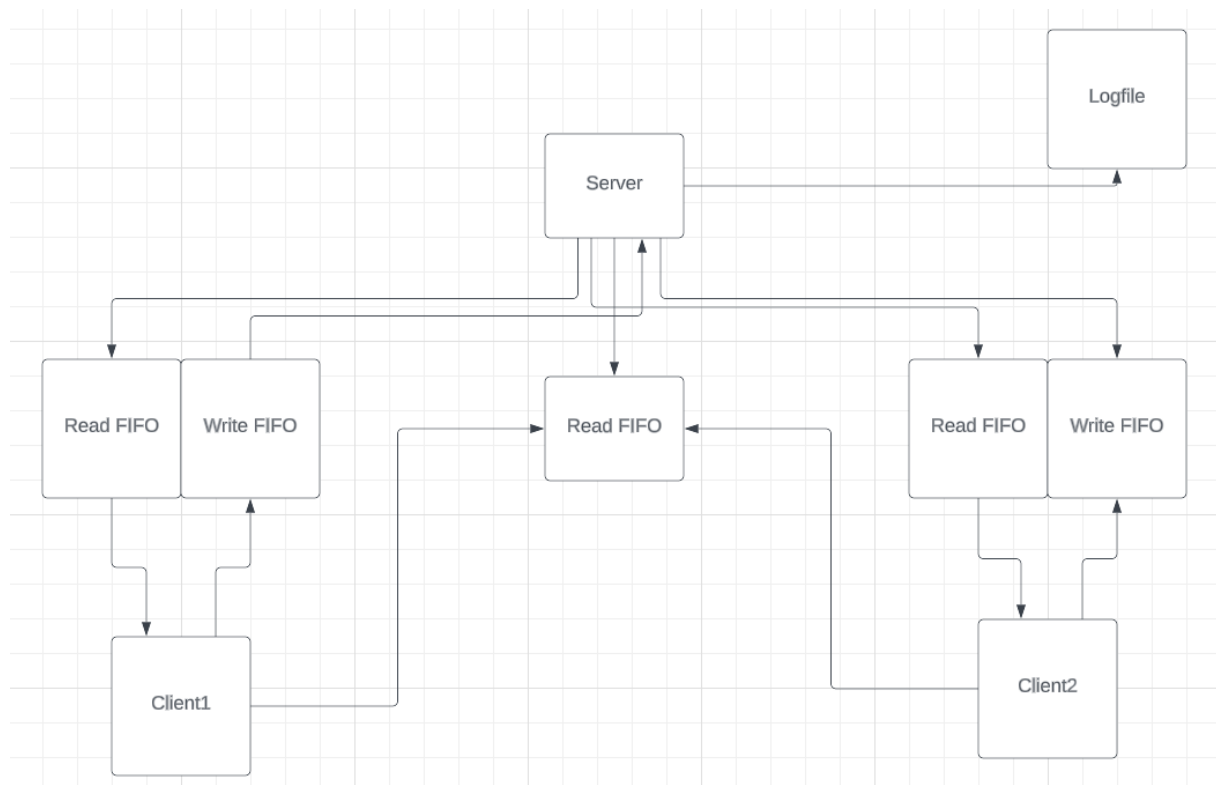 Logfile
Server
Read FIFO
Write FIFO
Read FIFO
Read FIFO
Write FIFO
Client1
Client2